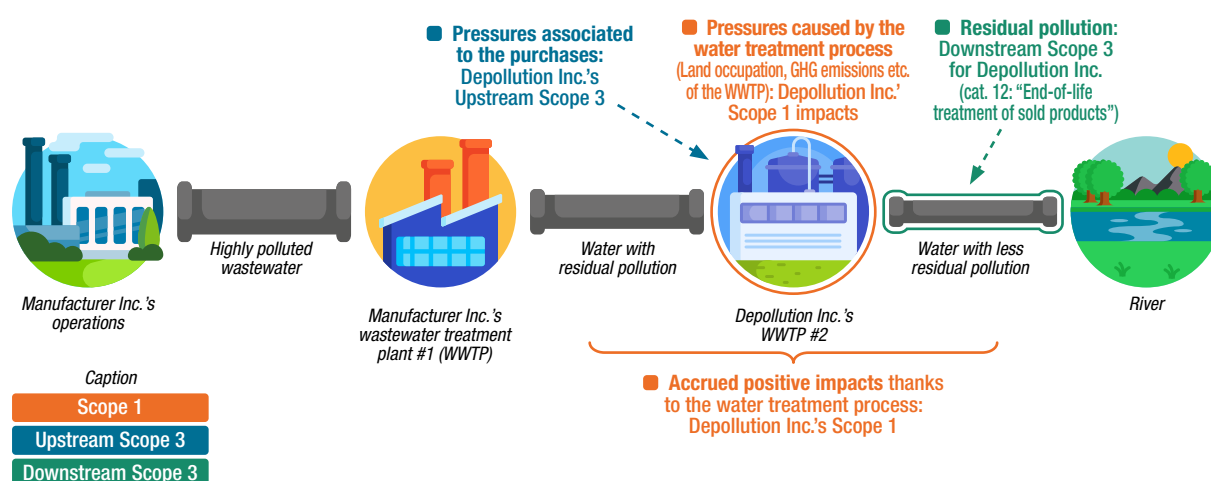 Pressures associated
to the purchases:
Depollution Inc.'s
Upstream Scope 3
Pressures caused by the
water treatment process
(Land occupation, GHG emissions etc.
of the WWTP): Depollution Inc.'
Scope 1 impacts
Residual pollution:
Downstream Scope 3
for Depollution Inc.
(cat. 12: “End-of-life
treatment of sold products”)
Manufacturer Inc.'s
operations
Highly polluted
wastewater
Manufacturer Inc.'s
wastewater treatment
plant #1 (WWTP)
Water with
residual pollution
Depollution Inc.'s
WWTP #2
Water with less
residual pollution
River
Accrued positive impacts thanks
to the water treatment process:
Depollution Inc.'s Scope 1
Caption
Scope 1
Upstream Scope 3
Downstream Scope 3